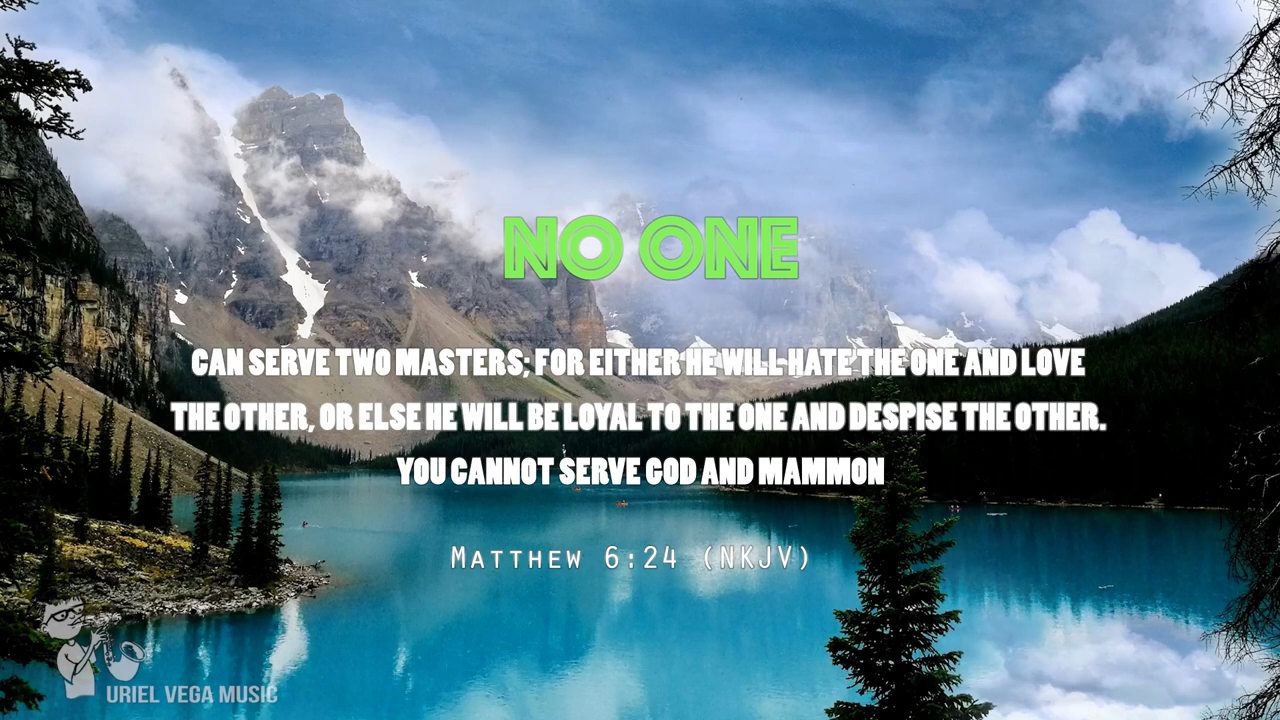 NO ONE
CAN SERVE TWO MASTERS; FOR EITHER HE WILL HATE THE ONE AND LOVE
THE OTHER, OR ELSE HE WILL BE LOYAL TO THE ONE AND DESPISE THE OTHER.
YOU CANNOT SERVE GOD AND MAMMON
MATTHEW 6:24 (NKJV)
URIEL VEGA MUSIC